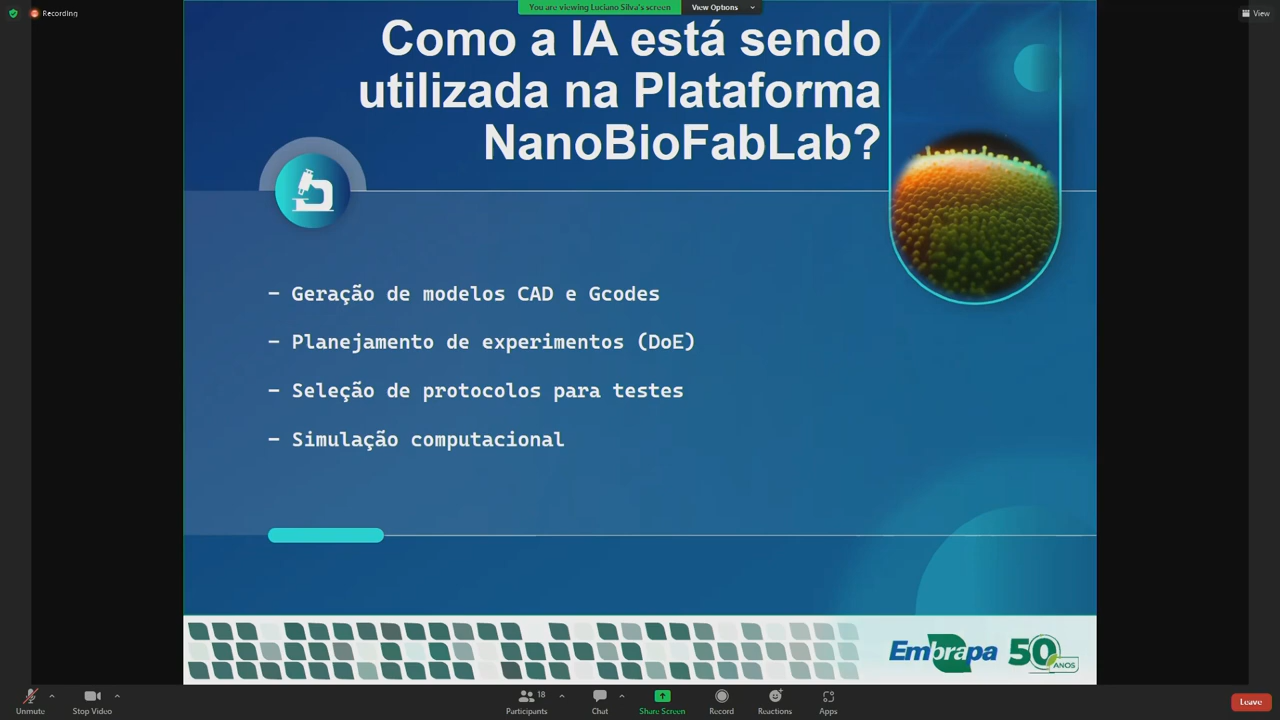 Recording
You are viewing Luciano Silva's screen
View Options
View
Como a IA está sendo
utilizada na Plataforma
NanoBioFabLab?
– Geração de modelos CAD e Gcodes
– Planejamento de experimentos (DoE)
– Seleção de protocolos para testes
– Simulação computacional
Embrapa
50
ANOS
Unmute
Stop Video
18
Participants
Chat
Share Screen
Record
Reactions
Apps
Leave